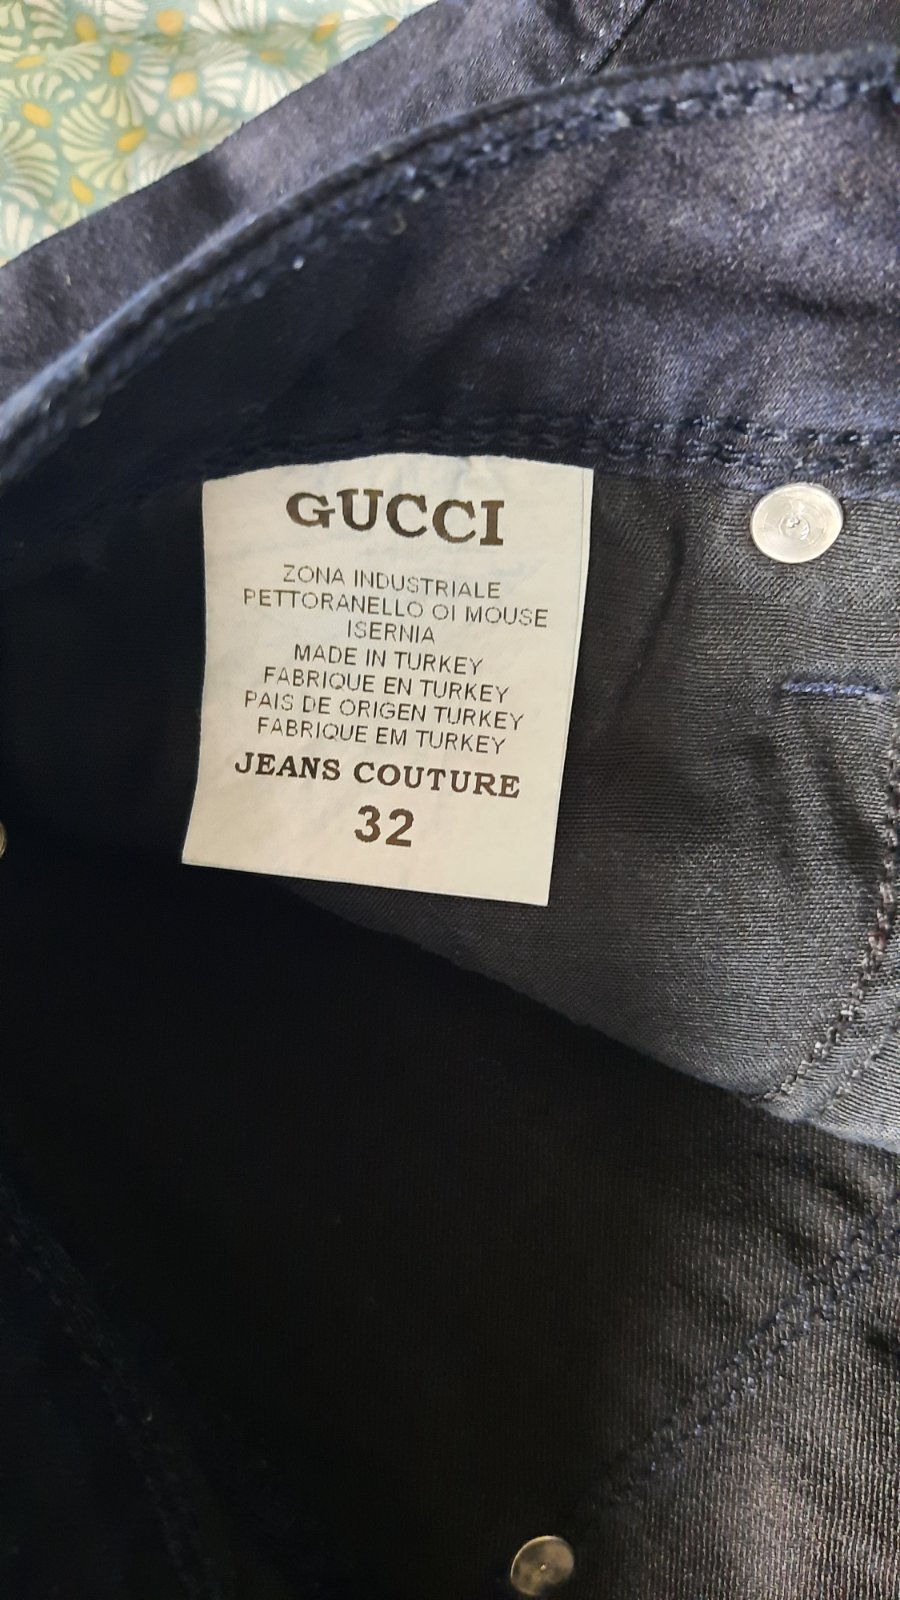 GUCCI
ZONA INDUSTRIALE
PETTORANELLO OI MOUSE
ISERNIA
MADE IN TURKEY
FABRIQUE EN TURKEY
PAIS DE ORIGEN TURKEY
FABRIQUE EM TURKEY
JEANS COUTURE
32